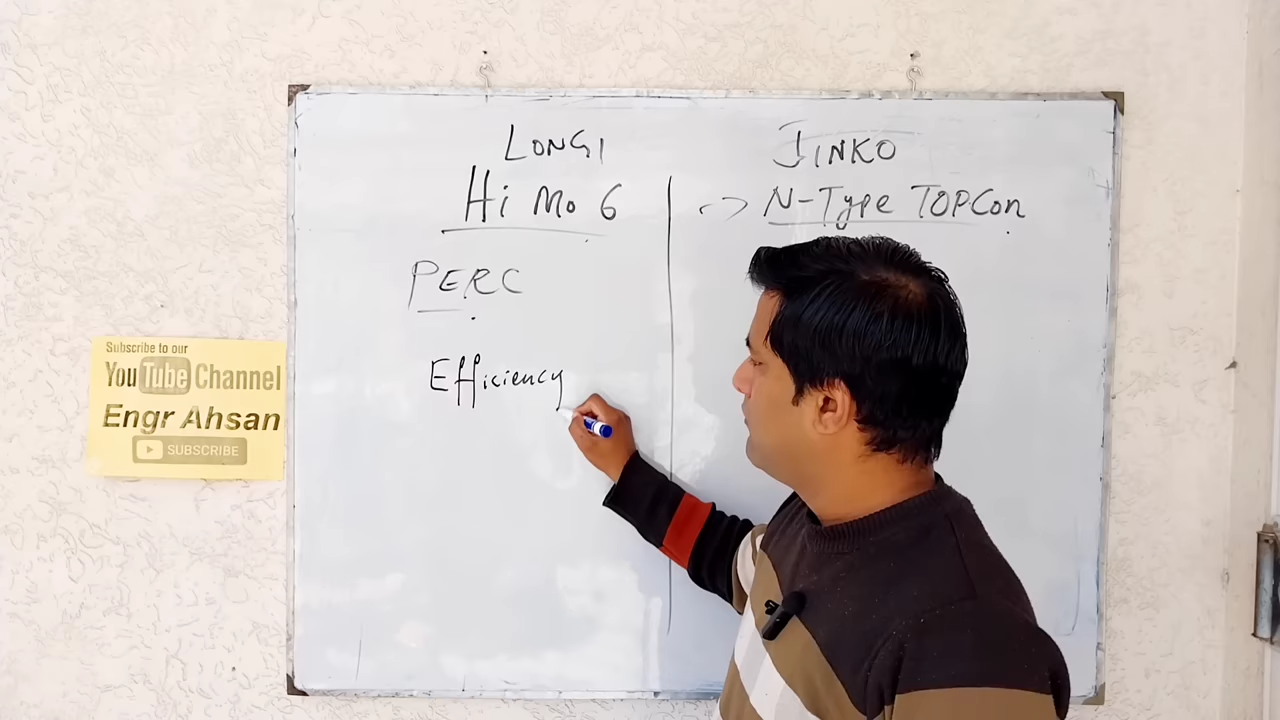 LONGi
Hi Mo 6
PERC
Efficiency
JINKO
N-Type TOPCon
Subscribe to our
YouTube Channel
Engr Ahsan
SUBSCRIBE